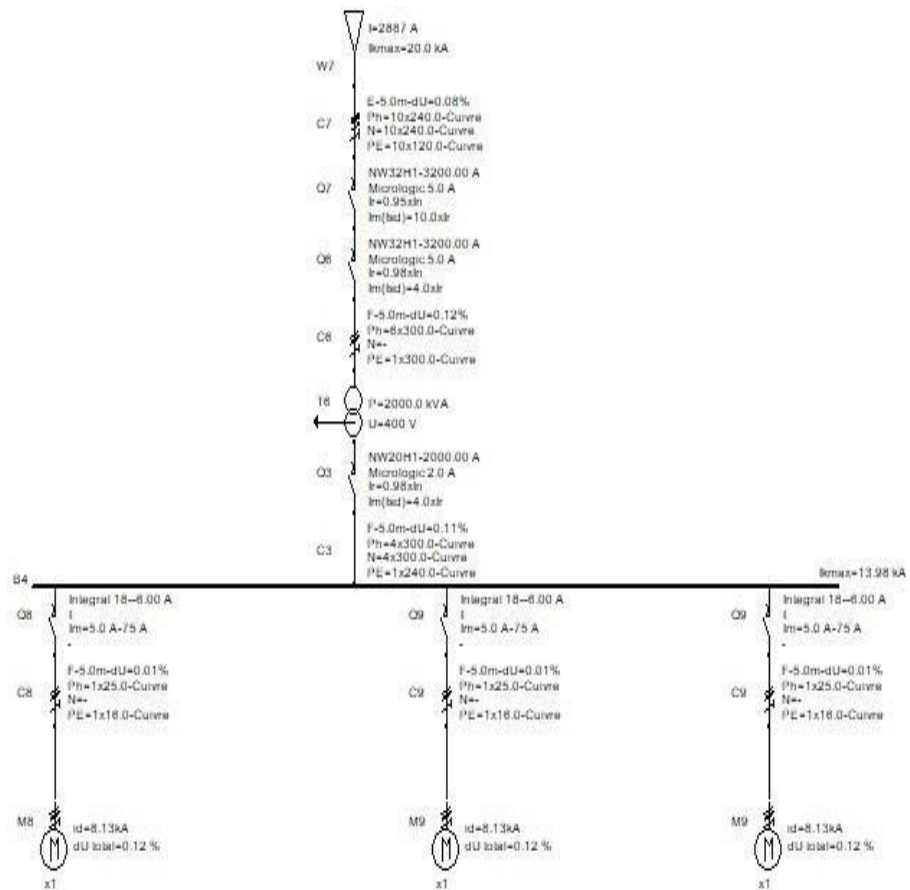 I=2887 A
Ikmax=20.0 kA
W7
E-5.0m-dU=0.08%
C7
Ph=10x240.0-Cuivre
N=10x240.0-Cuivre
PE=10x120.0-Cuivre
NW32H1-3200.00 A
Q7
Micrologic 5.0 A
Ir=0.95xIn
Im(tsd)=10.0xIr
NW32H1-3200.00 A
Q6
Micrologic 5.0 A
Ir=0.98xIn
Im(tsd)=4.0xIr
F-5.0m-dU=0.12%
C6
Ph=6x300.0-Cuivre
N=-
PE=1x300.0-Cuivre
T6
P=2000.0 kVA
U=400 V
NW20H1-2000.00 A
Q3
Micrologic 2.0 A
Ir=0.98xIn
Im(tsd)=4.0xIr
F-5.0m-dU=0.11%
C3
Ph=4x300.0-Cuivre
N=4x300.0-Cuivre
PE=1x240.0-Cuivre
B4
Ikmax=13.98 kA
Q8
Integral 18--6.00 A
I
Im=5.0 A-75 A
-
F-5.0m-dU=0.01%
C8
Ph=1x25.0-Cuivre
N=-
PE=1x16.0-Cuivre
M8
M
id=8.13kA
dU total=0.12 %
x1
Q9
Integral 18--6.00 A
I
Im=5.0 A-75 A
-
F-5.0m-dU=0.01%
C9
Ph=1x25.0-Cuivre
N=-
PE=1x16.0-Cuivre
M9
M
id=8.13kA
dU total=0.12 %
x1
Q9
Integral 18--6.00 A
I
Im=5.0 A-75 A
-
F-5.0m-dU=0.01%
C9
Ph=1x25.0-Cuivre
N=-
PE=1x16.0-Cuivre
M9
M
id=8.13kA
dU total=0.12 %
x1